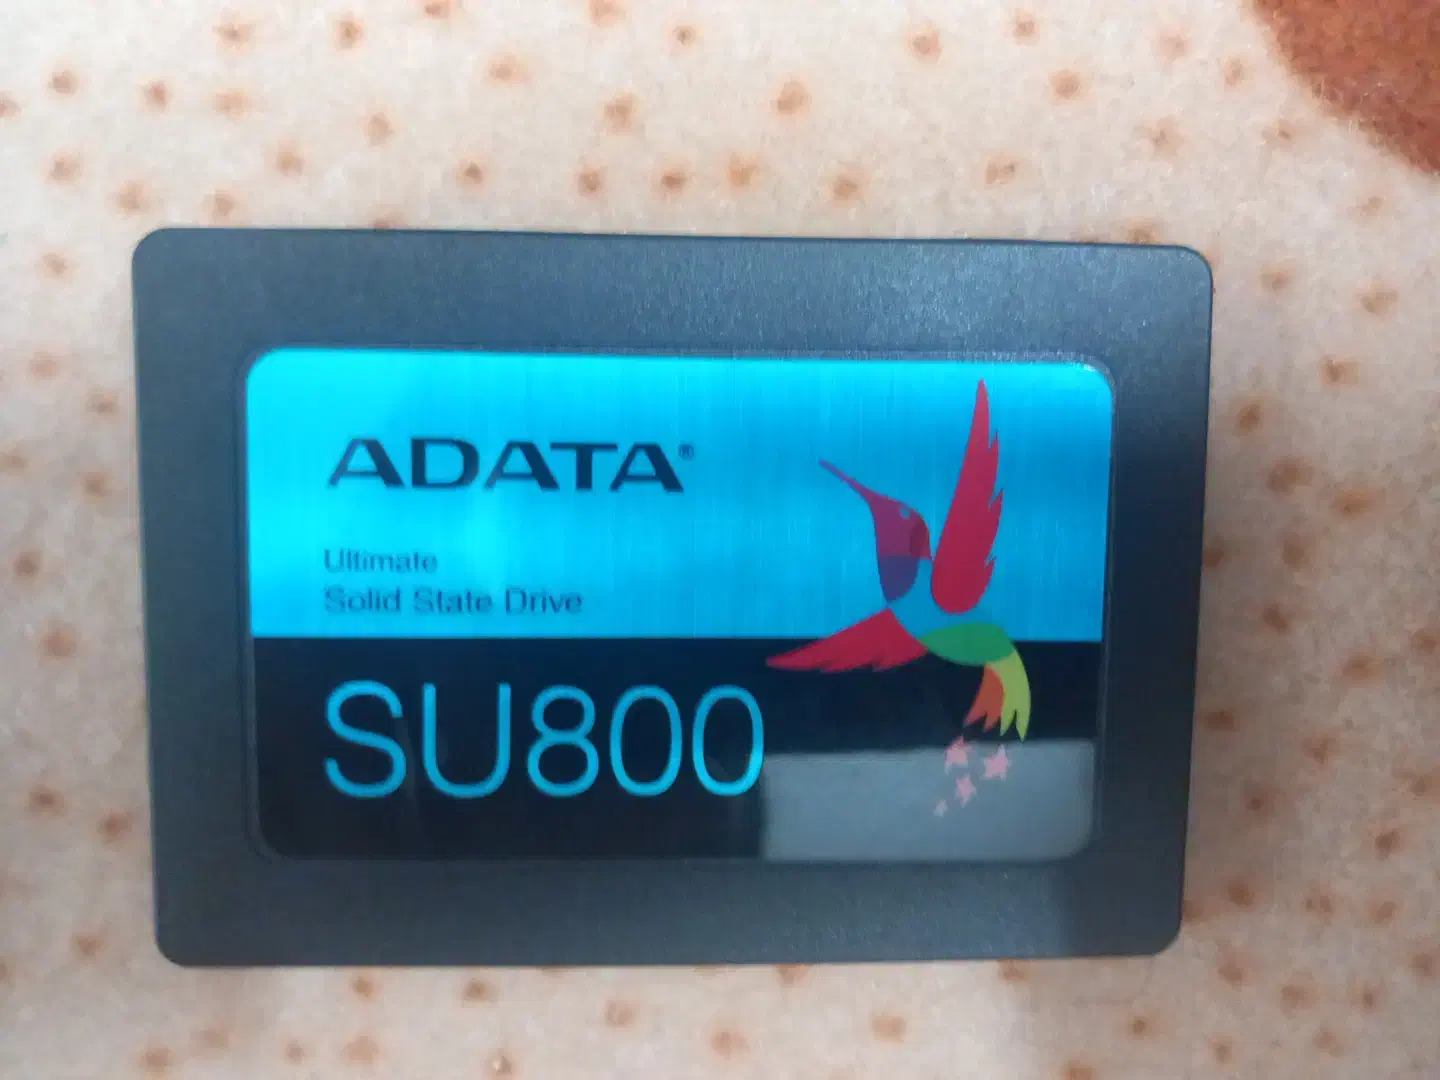 ADATA®
Ultimate
Solid State Drive
SU800